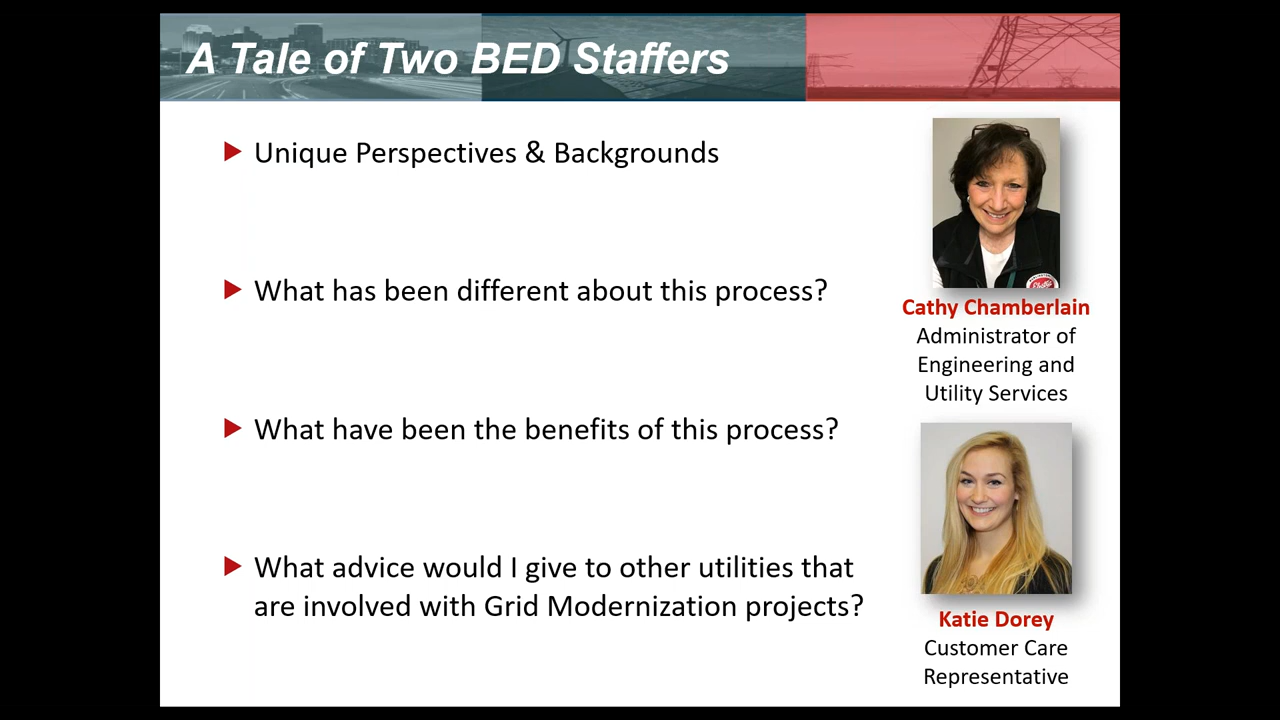 A Tale of Two BED Staffers
Unique Perspectives & Backgrounds
What has been different about this process?
What have been the benefits of this process?
What advice would I give to other utilities that
are involved with Grid Modernization projects?
Cathy Chamberlain
Administrator of
Engineering and
Utility Services
Katie Dorey
Customer Care
Representative